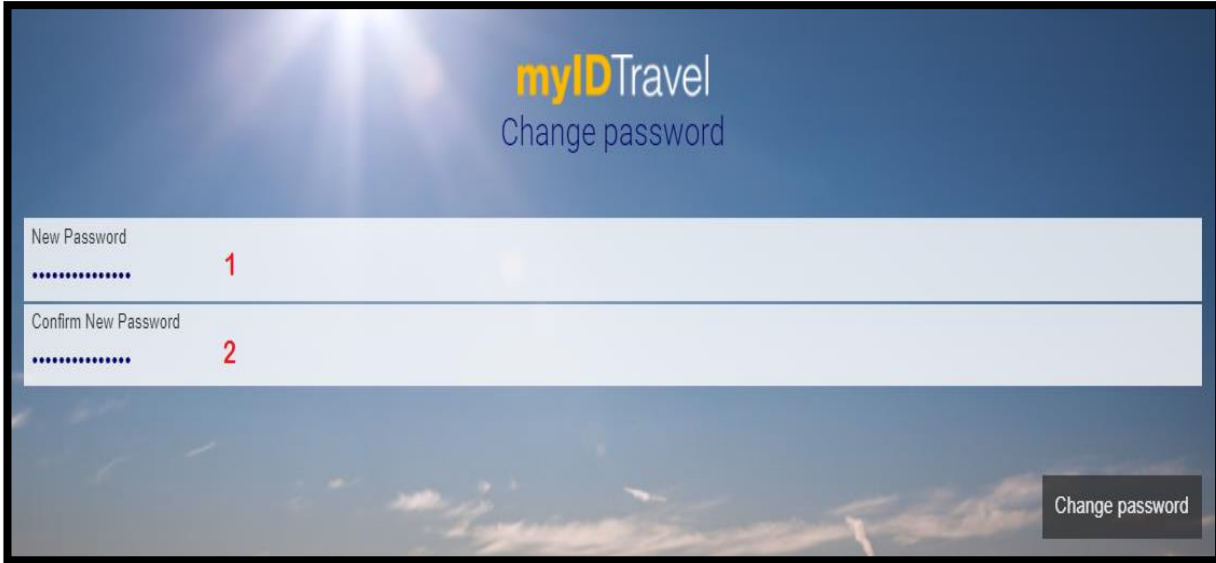 myIDTravel
Change password
New Password
••••••••••••••• 1
Confirm New Password
••••••••••••••• 2
Change password